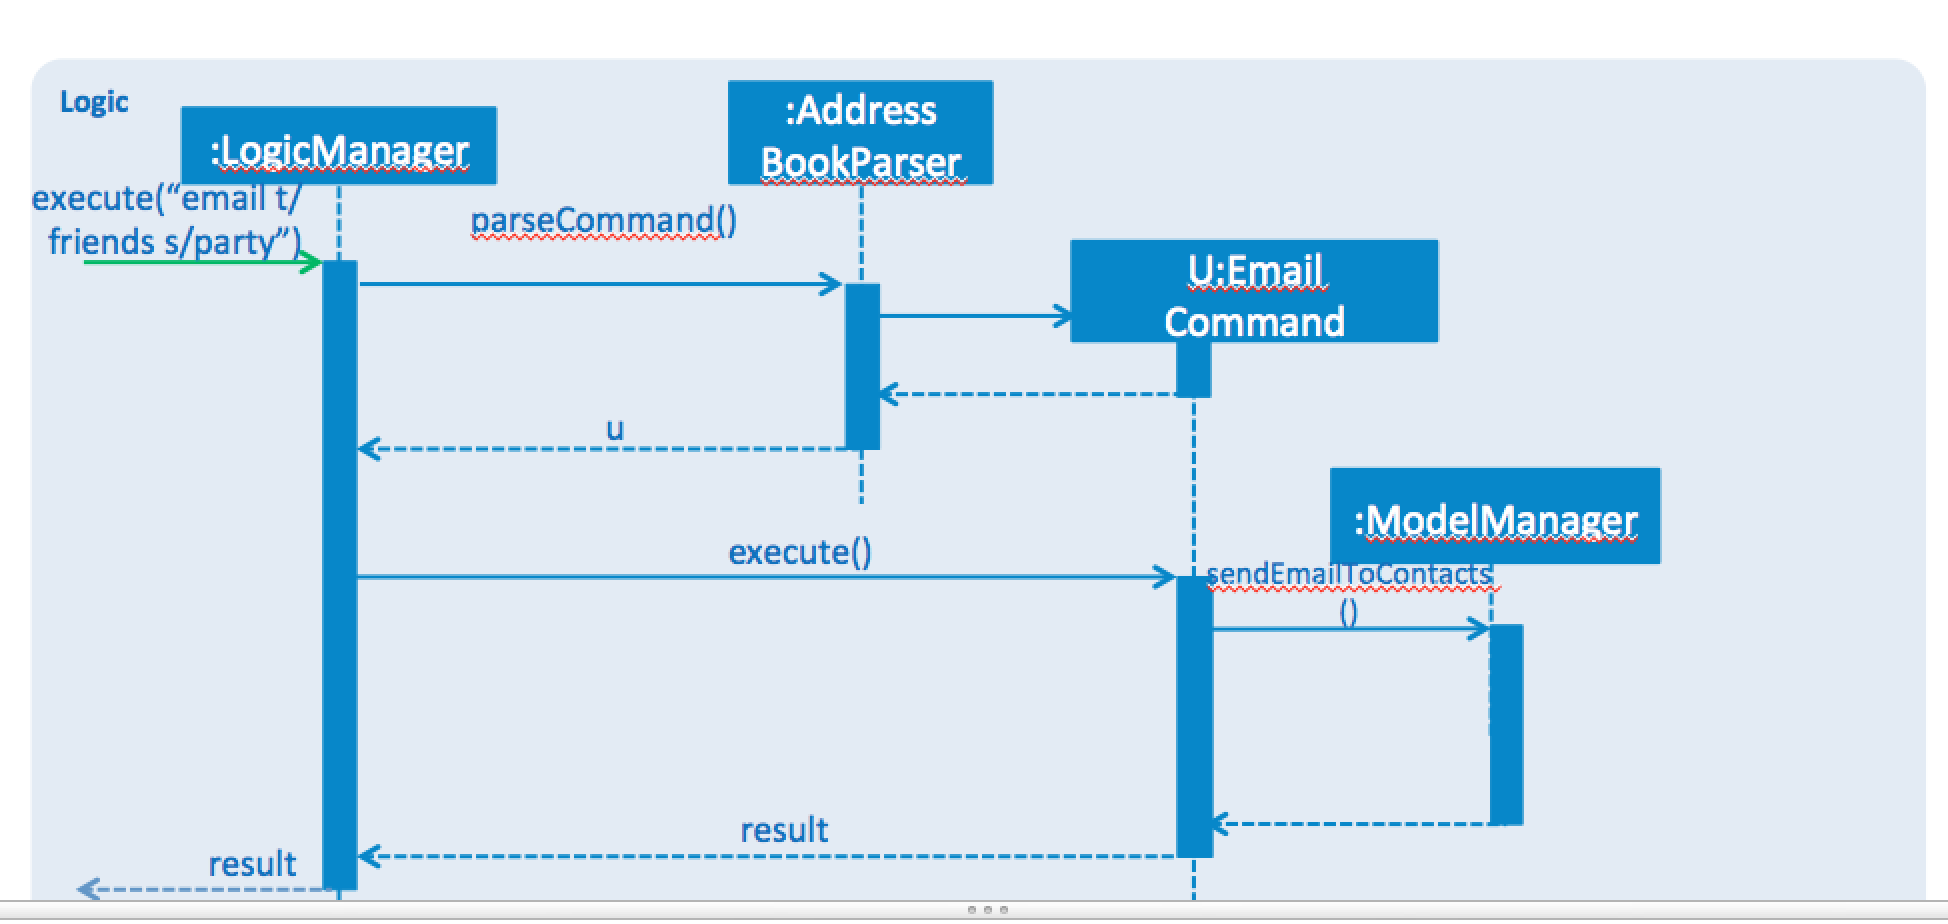 Logic
:LogicManager
:Address
BookParser
execute(“email t/
friends s/party”)
parseCommand()
U:Email
Command
u
:ModelManager
execute()
sendEmailToContacts
()
result
result